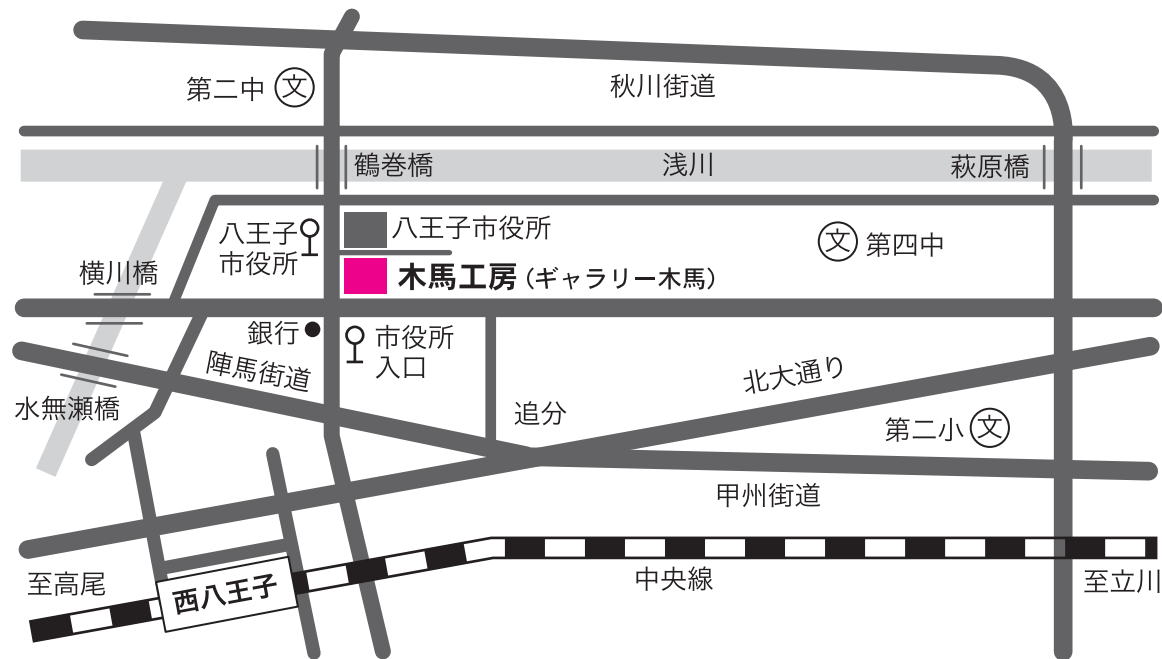 第二中
文
秋川街道
鶴巻橋
浅川
萩原橋
八王子
市役所
八王子市役所
文
第四中
横川橋
木馬工房(ギャラリー木馬)
銀行
市役所
入口
陣馬街道
北大通り
水無瀬橋
追分
第二小
文
甲州街道
至高尾
西八王子
中央線
至立川